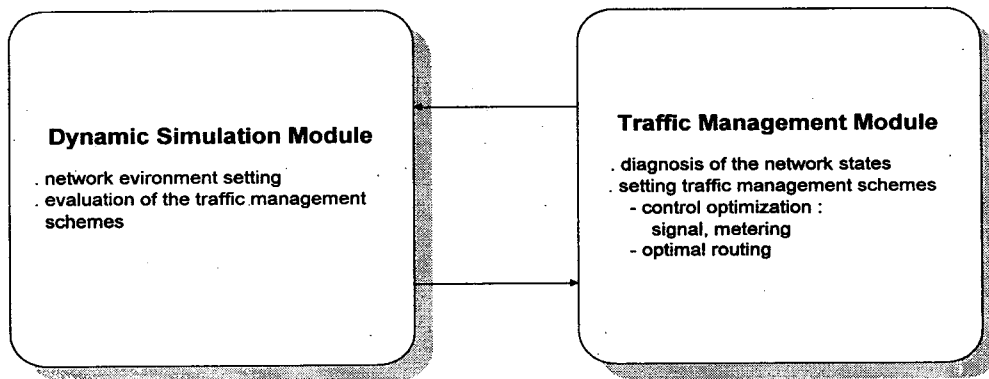 Dynamic Simulation Module
. network evironment setting
. evaluation of the traffic management
schemes
Traffic Management Module
. diagnosis of the network states
. setting traffic management schemes
- control optimization :
signal, metering
- optimal routing